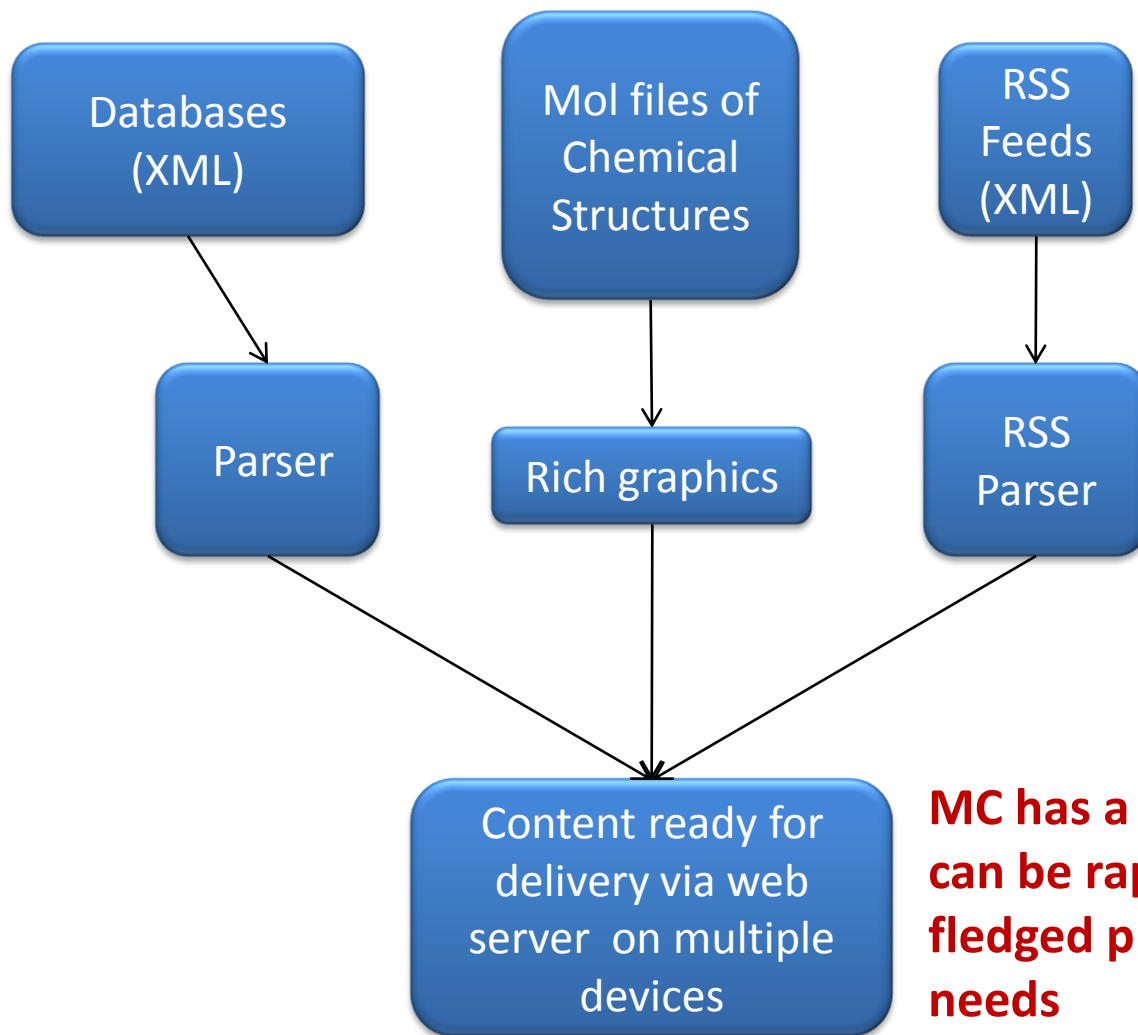 Databases
(XML)
Mol files of
Chemical
Structures
RSS
Feeds
(XML)
Parser
Rich graphics
RSS
Parser
Content ready for
delivery via web
server on multiple
devices
MC has a
can be
fledged
needs